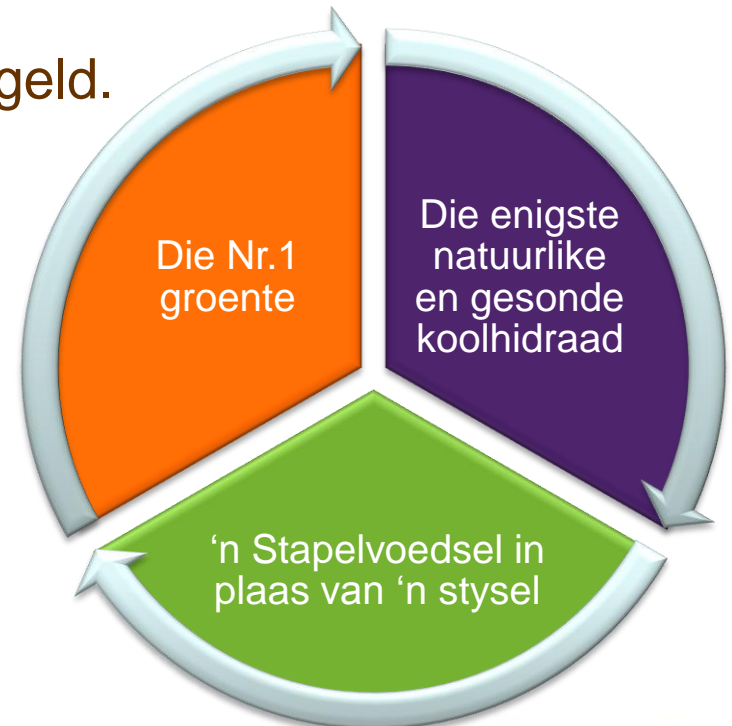 geld.
Die Nr.1
groente
Die enigste
natuurlike
en gesonde
koolhidraad
‘n Stapelvoedsel in
plaas van ‘n stysel